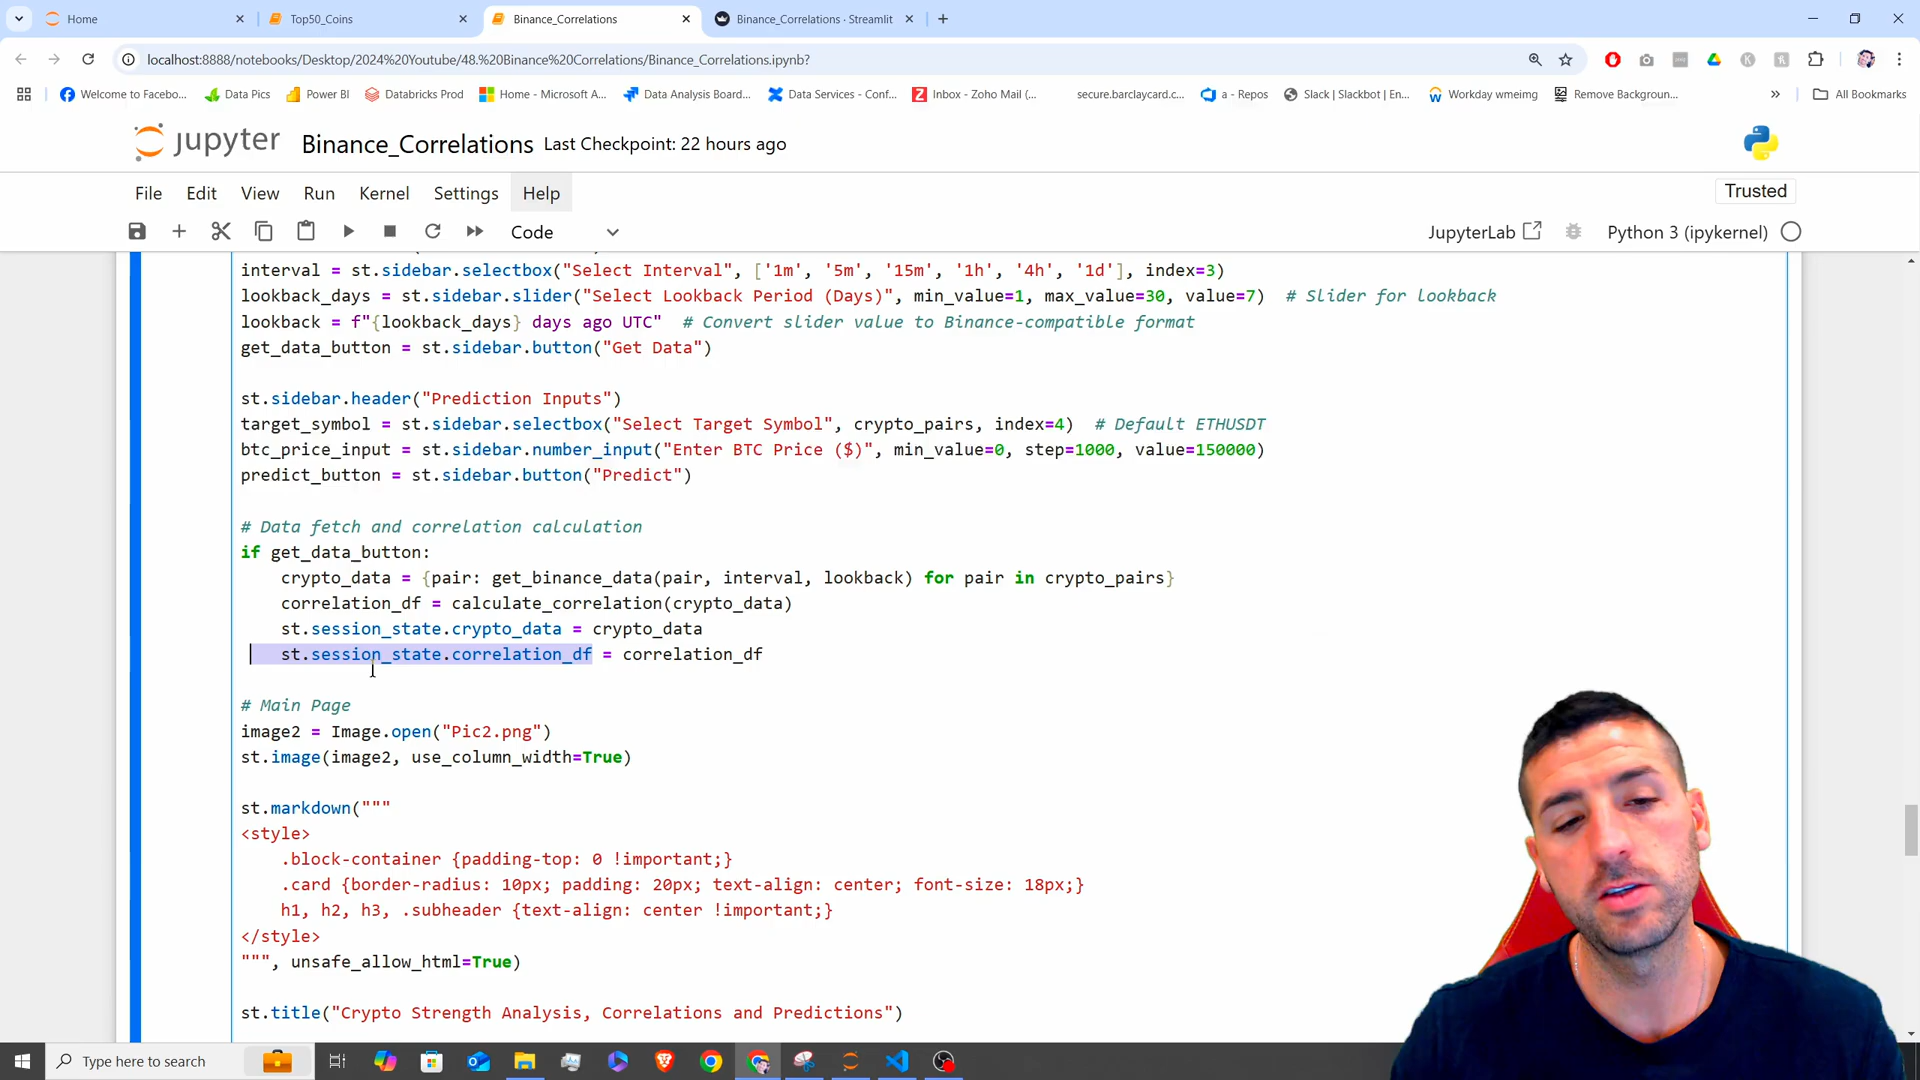 Home
Top50_Coins
Binance_Correlations
Binance_Correlations · Streamlit
localhost:8888/notebooks/Desktop/2024%20Youtube/48.%20Binance%20Correlations/Binance_Correlations.ipynb?
Welcome to Facebo...
Data Pics
Power BI
Databricks Prod
Home - Microsoft A...
Data Analysis Board...
Data Services - Conf...
Inbox - Zoho Mail (...
secure.barclaycard.c...
a - Repos
Slack | Slackbot | En...
Workday wmeimg
Remove Backgroun...
All Bookmarks
jupyter
Binance_Correlations
Last Checkpoint: 22 hours ago
File
Edit
View
Run
Kernel
Settings
Help
Trusted
Code
JupyterLab
Python 3 (ipykernel)
interval = st.sidebar.selectbox("Select Interval", ['1m', '5m', '15m', '1h', '4h', '1d'], index=3)
lookback_days = st.sidebar.slider("Select Lookback Period (Days)", min_value=1, max_value=30, value=7)  # Slider for lookback
lookback = f"{lookback_days} days ago UTC"  # Convert slider value to Binance-compatible format
get_data_button = st.sidebar.button("Get Data")
st.sidebar.header("Prediction Inputs")
target_symbol = st.sidebar.selectbox("Select Target Symbol", crypto_pairs, index=4)  # Default ETHUSDT
btc_price_input = st.sidebar.number_input("Enter BTC Price ($)", min_value=0, step=1000, value=150000)
predict_button = st.sidebar.button("Predict")
# Data fetch and correlation calculation
if get_data_button:
    crypto_data = {pair: get_binance_data(pair, interval, lookback) for pair in crypto_pairs}
    correlation_df = calculate_correlation(crypto_data)
    st.session_state.crypto_data = crypto_data
    st.session_state.correlation_df = correlation_df
# Main Page
image2 = Image.open("Pic2.png")
st.image(image2, use_column_width=True)
st.markdown("""
<style>
    .block-container {padding-top: 0 !important;}
    .card {border-radius: 10px; padding: 20px; text-align: center; font-size: 18px;}
    h1, h2, h3, .subheader {text-align: center !important;}
</style>
""", unsafe_allow_html=True)
st.title("Crypto Strength Analysis, Correlations and Predictions")
Type here to search